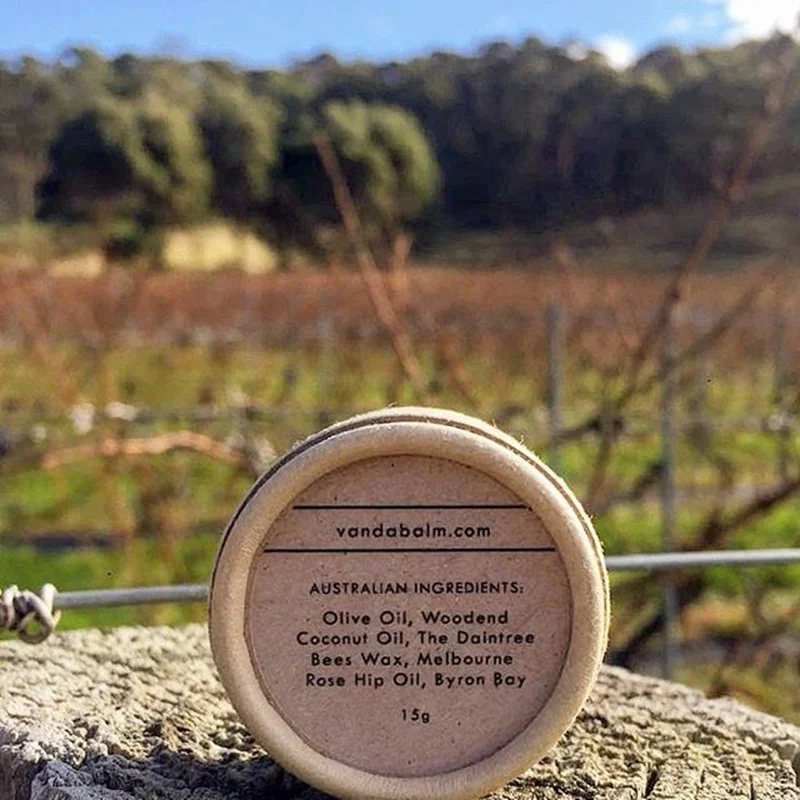 vandabalm.com
AUSTRALIAN INGREDIENTS:
Olive Oil, Woodend
Coconut Oil, The Daintree
Bees Wax, Melbourne
Rose Hip Oil, Byron Bay
15g